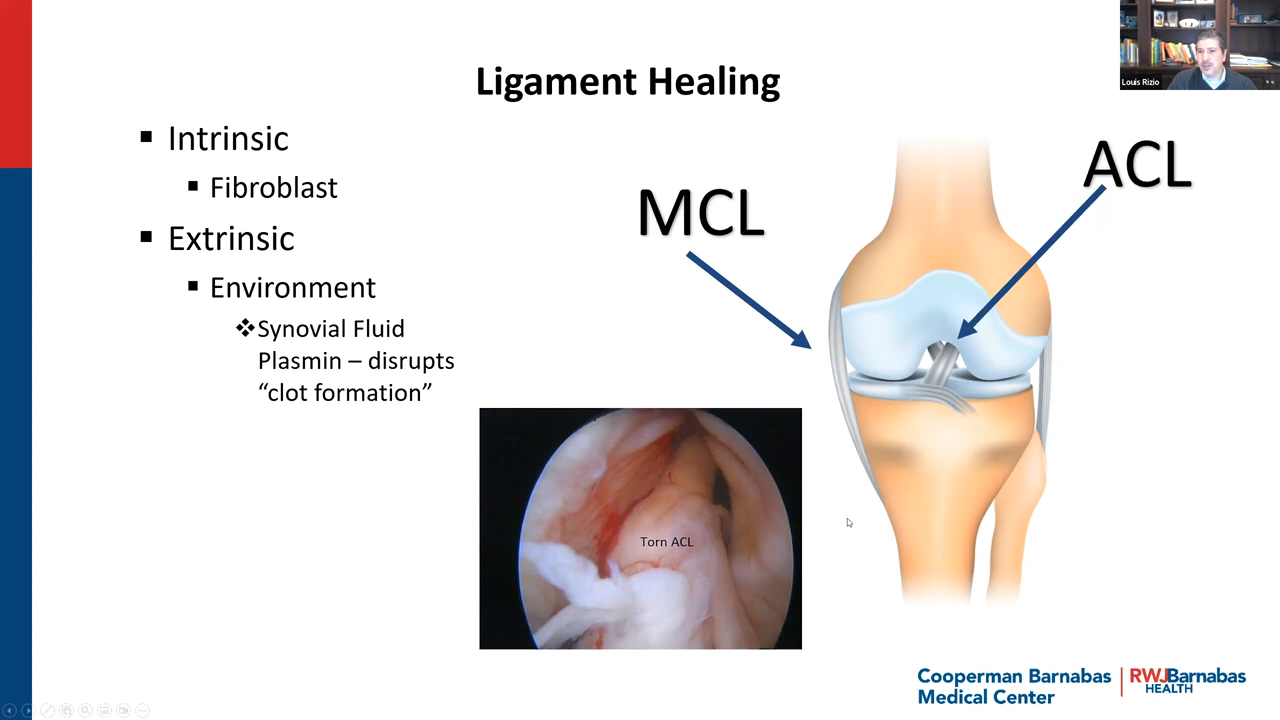 Louis Rizio
Ligament Healing
Intrinsic
Fibroblast
Extrinsic
Environment
Synovial Fluid
Plasmin – disrupts
“clot formation”
MCL
ACL
Torn ACL
Cooperman Barnabas
Medical Center
RWJBarnabas
HEALTH